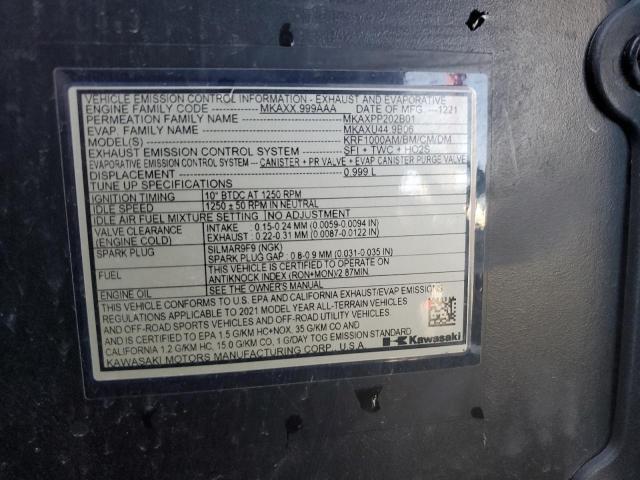 VEHICLE EMISSION CONTROL INFORMATION - EXHAUST AND EVAPORATIVE
ENGINE FAMILY CODE MKAXX.999AAA DATE OF MFG. ---1221
PERMEATION FAMILY NAME MKAXPP202B01
EVAP. FAMILY NAME MKAXU44.9B06
MODEL(S) KRF1000AM/BM/CM/DM
EXHAUST EMISSION CONTROL SYSTEM SFI + TWC + HO2S
EVAPORATIVE EMISSION CONTROL SYSTEM CANISTER + PR VALVE + EVAP CANISTER PURGE VALVE
DISPLACEMENT 0.999 L
TUNE UP SPECIFICATIONS
IGNITION TIMING 10° BTDC AT 1250 RPM
IDLE SPEED 1250 ± 50 RPM IN NEUTRAL
IDLE AIR FUEL MIXTURE SETTING NO ADJUSTMENT
VALVE CLEARANCE INTAKE : 0.15-0.24 MM (0.0059-0.0094 IN)
(ENGINE COLD) EXHAUST : 0.22-0.31 MM (0.0087-0.0122 IN)
SPARK PLUG SILMAR9F9 (NGK)
SPARK PLUG GAP : 0.8-0.9 MM (0.031-0.035 IN)
FUEL THIS VEHICLE IS CERTIFIED TO OPERATE ON
ANTIKNOCK INDEX (RON+MON)/2 87MIN.
ENGINE OIL SEE THE OWNER'S MANUAL
THIS VEHICLE CONFORMS TO U.S. EPA AND CALIFORNIA EXHAUST/EVAP EMISSIONS
REGULATIONS APPLICABLE TO 2021 MODEL YEAR ALL-TERRAIN VEHICLES
AND OFF-ROAD SPORTS VEHICLES AND OFF-ROAD UTILITY VEHICLES,
AND IS CERTIFIED TO EPA 1.5 G/KM HC+NOX, 35 G/KM CO AND
CALIFORNIA 1.2 G/KM HC, 15.0 G/KM CO, 1 G/DAY TOG EMISSION STANDARD
KAWASAKI MOTORS MANUFACTURING CORP., U.S.A.
Kawasaki